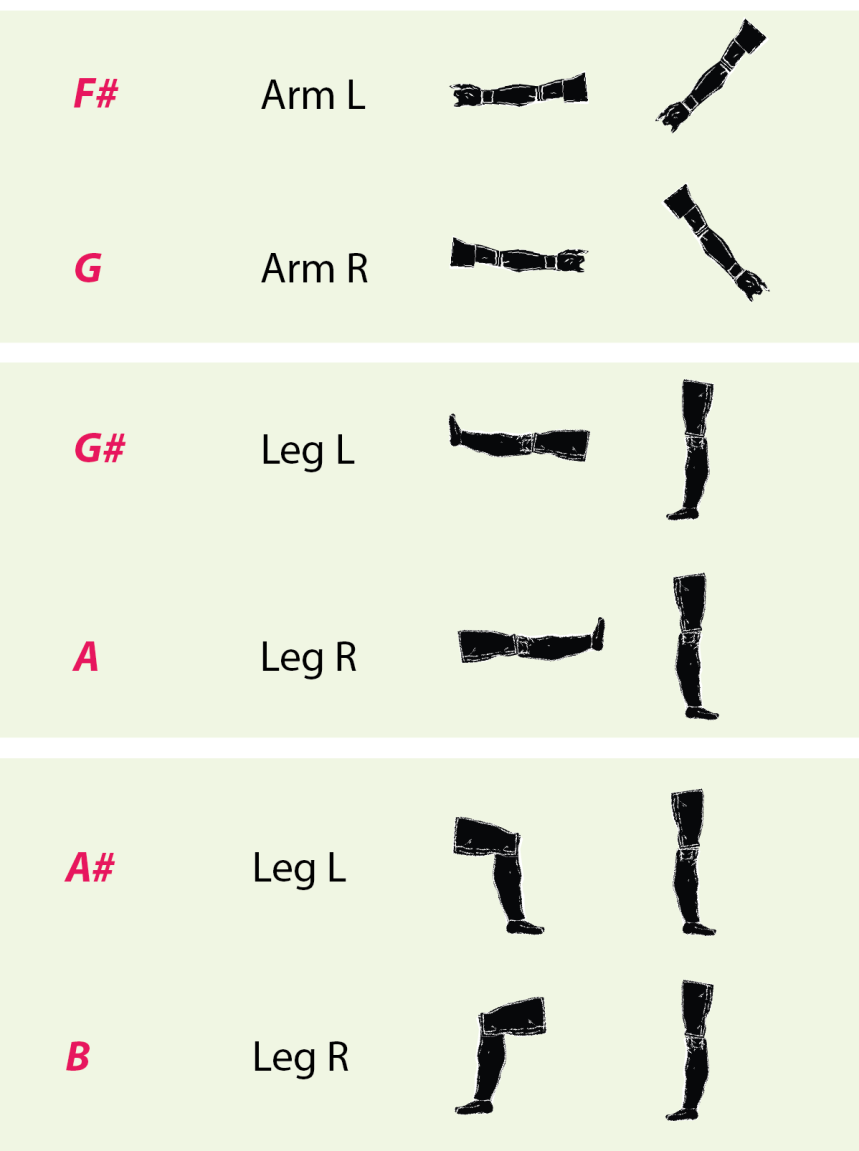 F# Arm L
G Arm R
G# Leg L
A Leg R
A# Leg L
B Leg R